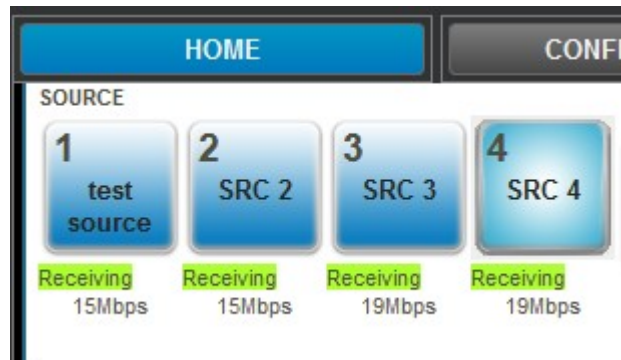 HOME
SOURCE
1
test
source
2
SRC 2
3
SRC 3
4
SRC 4
Receiving Receiving Receiving Receiving
15Mbps 15Mbps 19Mbps 19Mbps